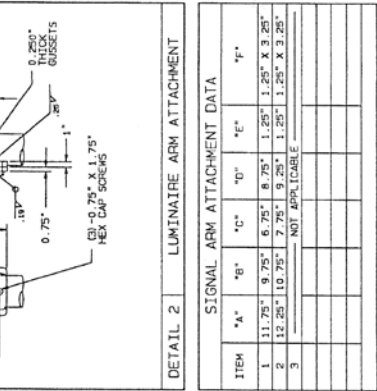 0.250"
THICK
GUSSETS
.25
1"
.19
0.75"
(3)-0.75" X 1.75"
HEX CAP SCREWS
DETAIL 2 LUMINAIRE ARM ATTACHMENT
SIGNAL ARM ATTACHMENT DATA
ITEM "A" "B" "C" "D" "E" "F"
1 11.75" 9.75" 6.75" 8.75" 1.25" 1.25" X 3.25"
2 12.25" 10.75" 7.75" 9.25" 1.25" 1.25" X 3.25"
3 NOT APPLICABLE